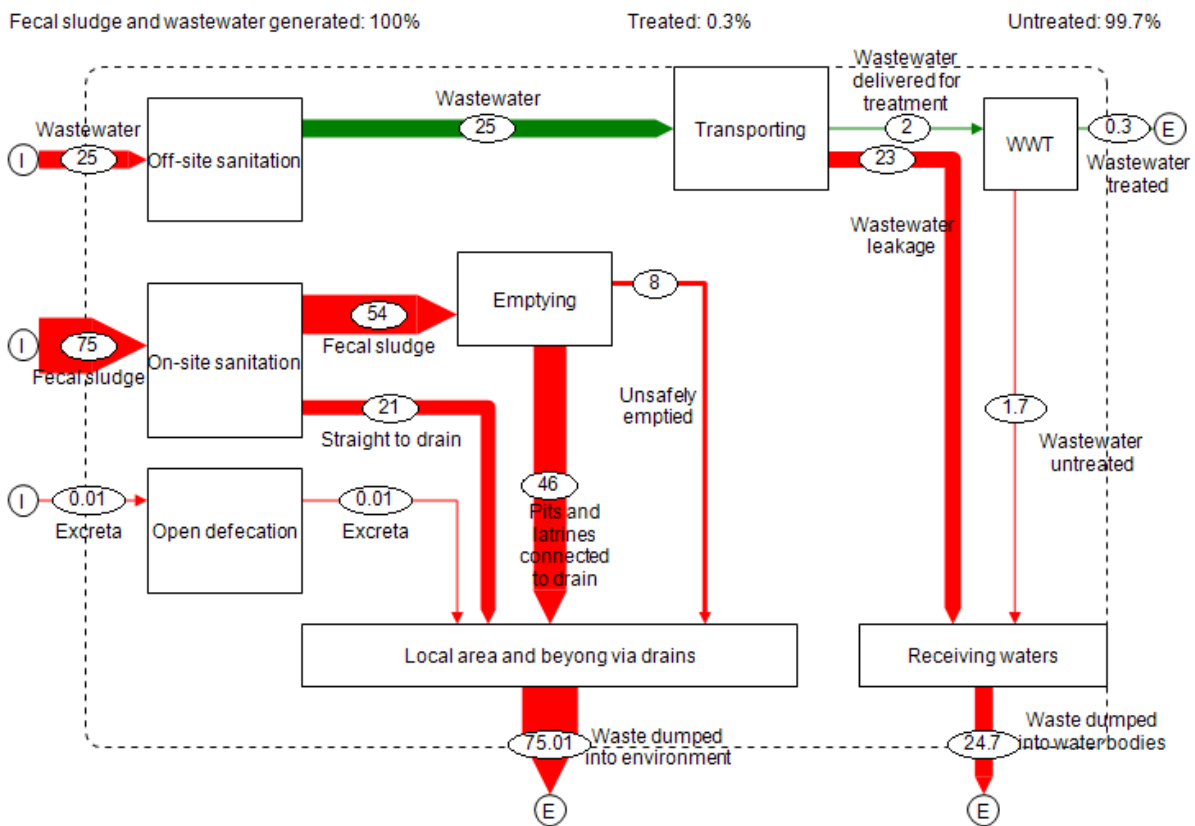 Fecal sludge and wastewater generated: 100%
Treated: 0.3%
Untreated: 99.7%
Wastewater
I
25
Off-site sanitation
Wastewater
25
Transporting
Wastewater
delivered for
treatment
2
WWT
0.3
E
Wastewater
treated
23
Wastewater
leakage
I
75
Fecal sludge
On-site sanitation
54
Fecal sludge
Emptying
8
Unsafely
emptied
21
Straight to drain
1.7
Wastewater
untreated
I
0.01
Excreta
Open defecation
0.01
Excreta
46
Pits and
latrines
connected
to drain
Local area and beyong via drains
Receiving waters
75.01
Waste dumped
into environment
E
24.7
Waste dumped
into water bodies
E